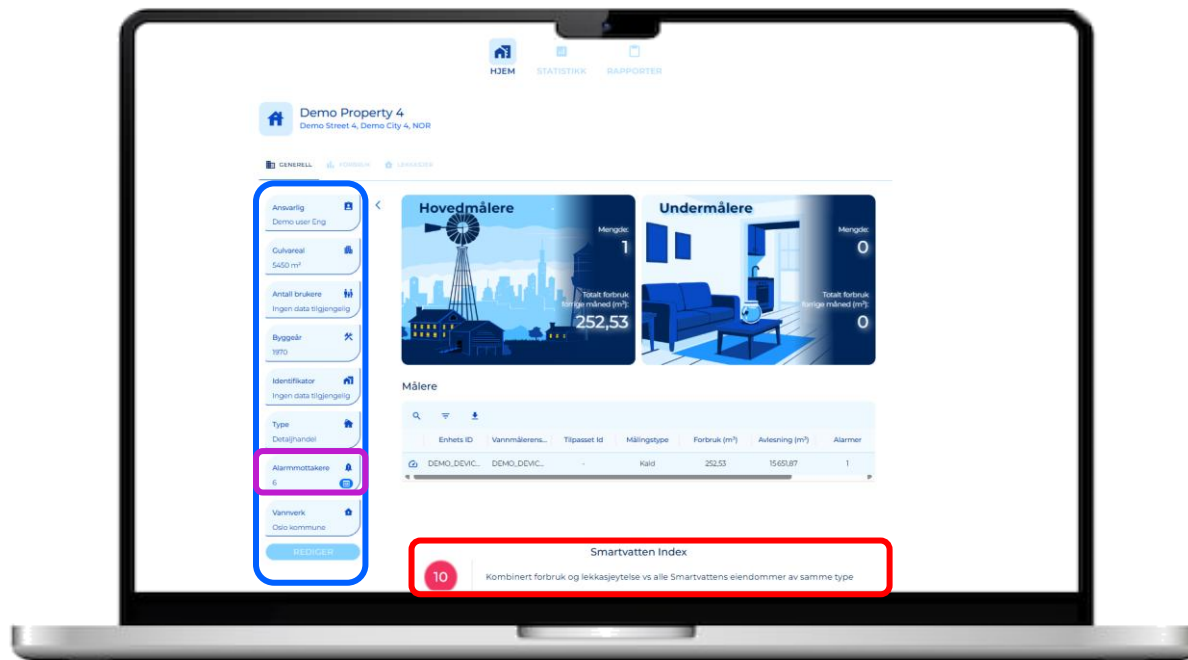 HJEM
STATISTIKK
RAPPORTER
Demo Property 4
Demo Street 4, Demo City 4, NOR
GENERELL
FORBRUK
LEKKASJER
Ansvarlig
Demo user Eng
Gulvareal
5450 m²
Antall brukere
Ingen data tilgjengelig
Byggeår
1970
Identifikator
Ingen data tilgjengelig
Type
Detaljhandel
Alarmmottakere
6
Vannverk
Oslo kommune
REDIGER
Hovedmålere
Mengde:
1
Totalt forbruk
forrige måned (m³):
252,53
Undermålere
Mengde:
0
Totalt forbruk
forrige måned (m³):
0
Målere
Enhets ID Vannmålerens... Tilpasset Id Målingstype Forbruk (m³) Avlesning (m³) Alarmer
DEMO_DEVIC... DEMO_DEVIC... - Kald 252,53 15 651,87 1
Smartvatten Index
10
Kombinert forbruk og lekkasjeytelse vs alle Smartvattens eiendommer av samme type